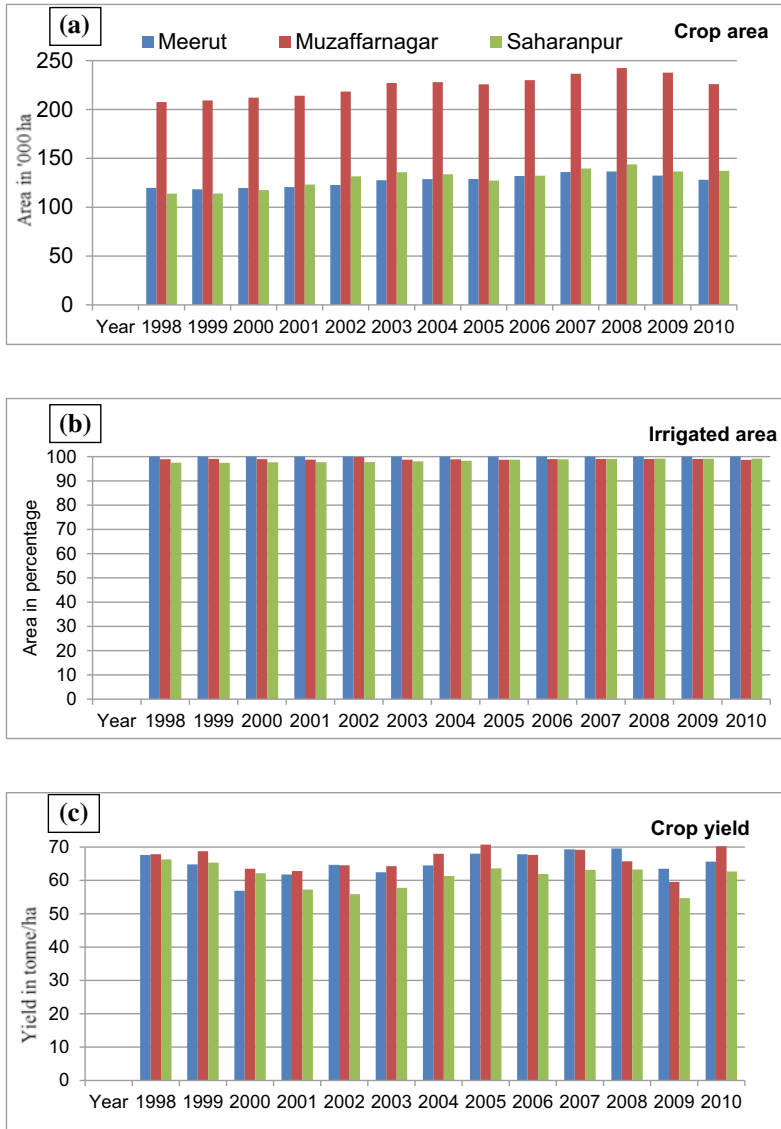 (a)
Meerut Muzaffarnagar Saharanpur Crop area
250
200
150
100
50
0
Area in '000 ha
Year 1998 1999 2000 2001 2002 2003 2004 2005 2006 2007 2008 2009 2010
(b)
Irrigated area
100
90
80
70
60
50
40
30
20
10
0
Area in percentage
Year 1998 1999 2000 2001 2002 2003 2004 2005 2006 2007 2008 2009 2010
(c)
Crop yield
70
60
50
40
30
20
10
0
Yield in tonne/ha
Year 1998 1999 2000 2001 2002 2003 2004 2005 2006 2007 2008 2009 2010